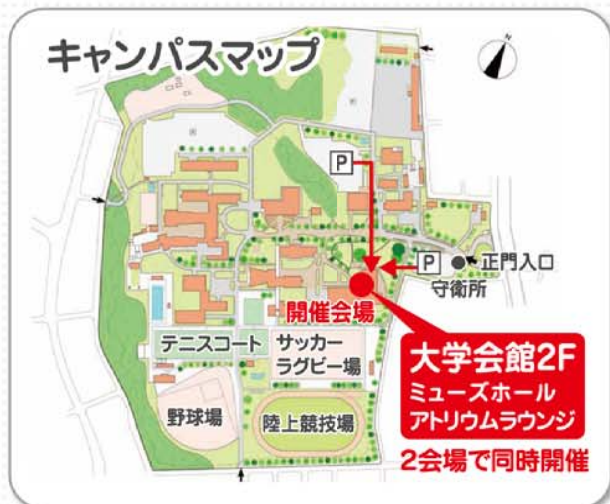 キャンパスマップ
N
P
P
正門入口
守衛所
開催会場
テニスコート
サッカー
ラグビー場
大学会館2F
ミューズホール
アトリウムラウンジ
野球場
陸上競技場
2会場で同時開催